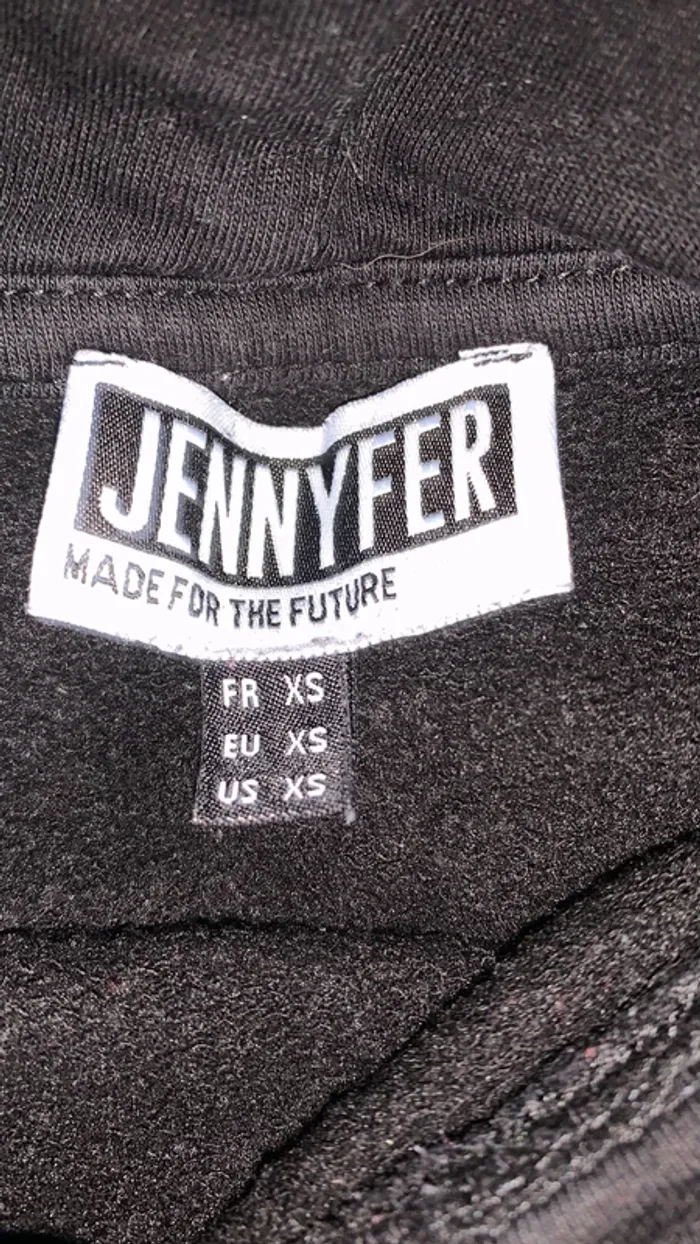 JENNYFER
MADE FOR THE FUTURE
FR XS
EU XS
US XS